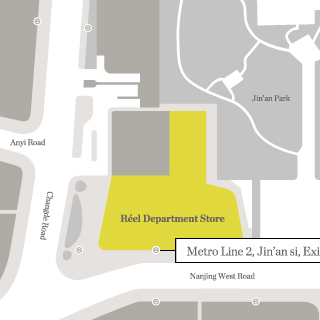 Jin'an Park
Anyi Road
Changde Road
Réel Department Store
Metro Line 2, Jin'an si, Exi
Nanjing West Road